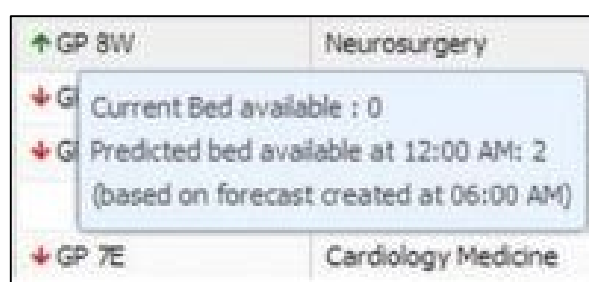 GP 8W Neurosurgery
G
Current Bed available : 0
G
Predicted bed available at 12:00 AM: 2
(based on forecast created at 06:00 AM)
GP 7E Cardiology Medicine